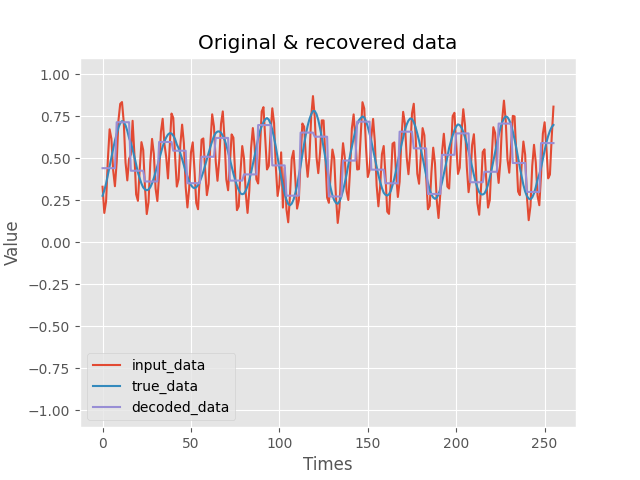 Original & recovered data
1.00
0.75
0.50
0.25
0.00
−0.25
−0.50
−0.75
−1.00
Value
input_data
true_data
decoded_data
0 50 100 150 200 250
Times